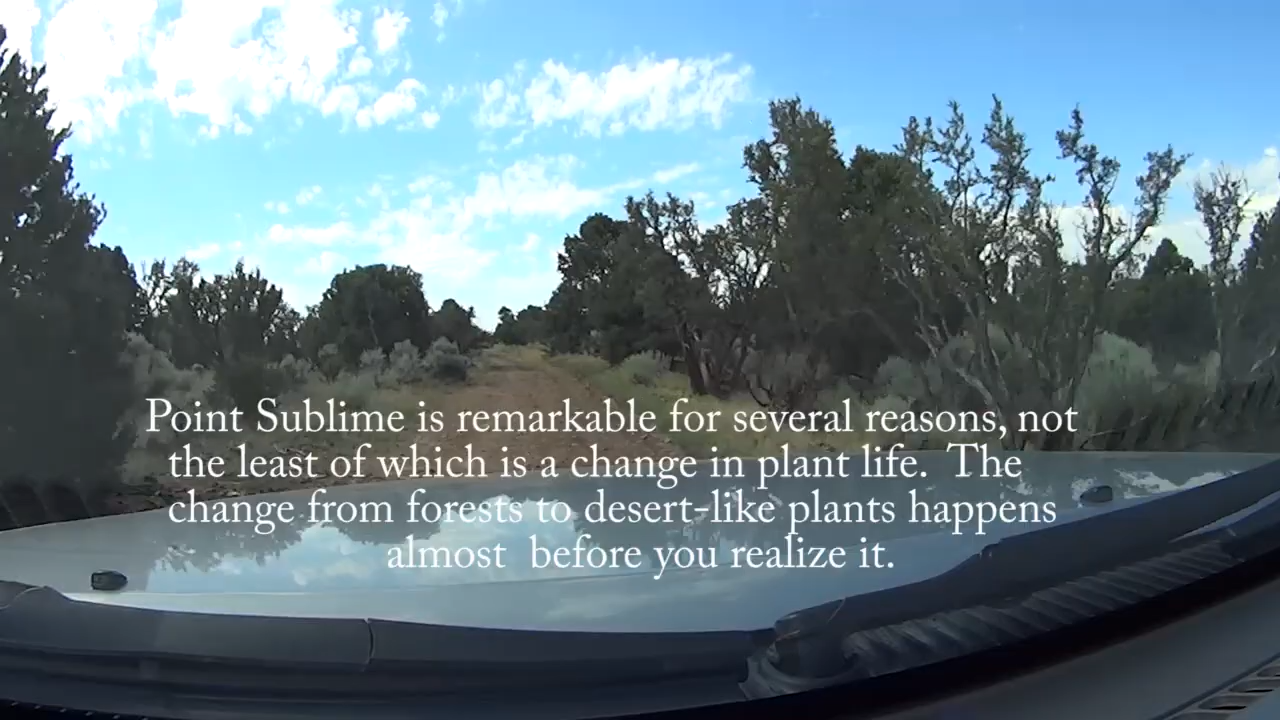 Point Sublime is remarkable for several reasons, not
the least of which is a change in plant life.  The
change from forests to desert-like plants happens
almost  before you realize it.